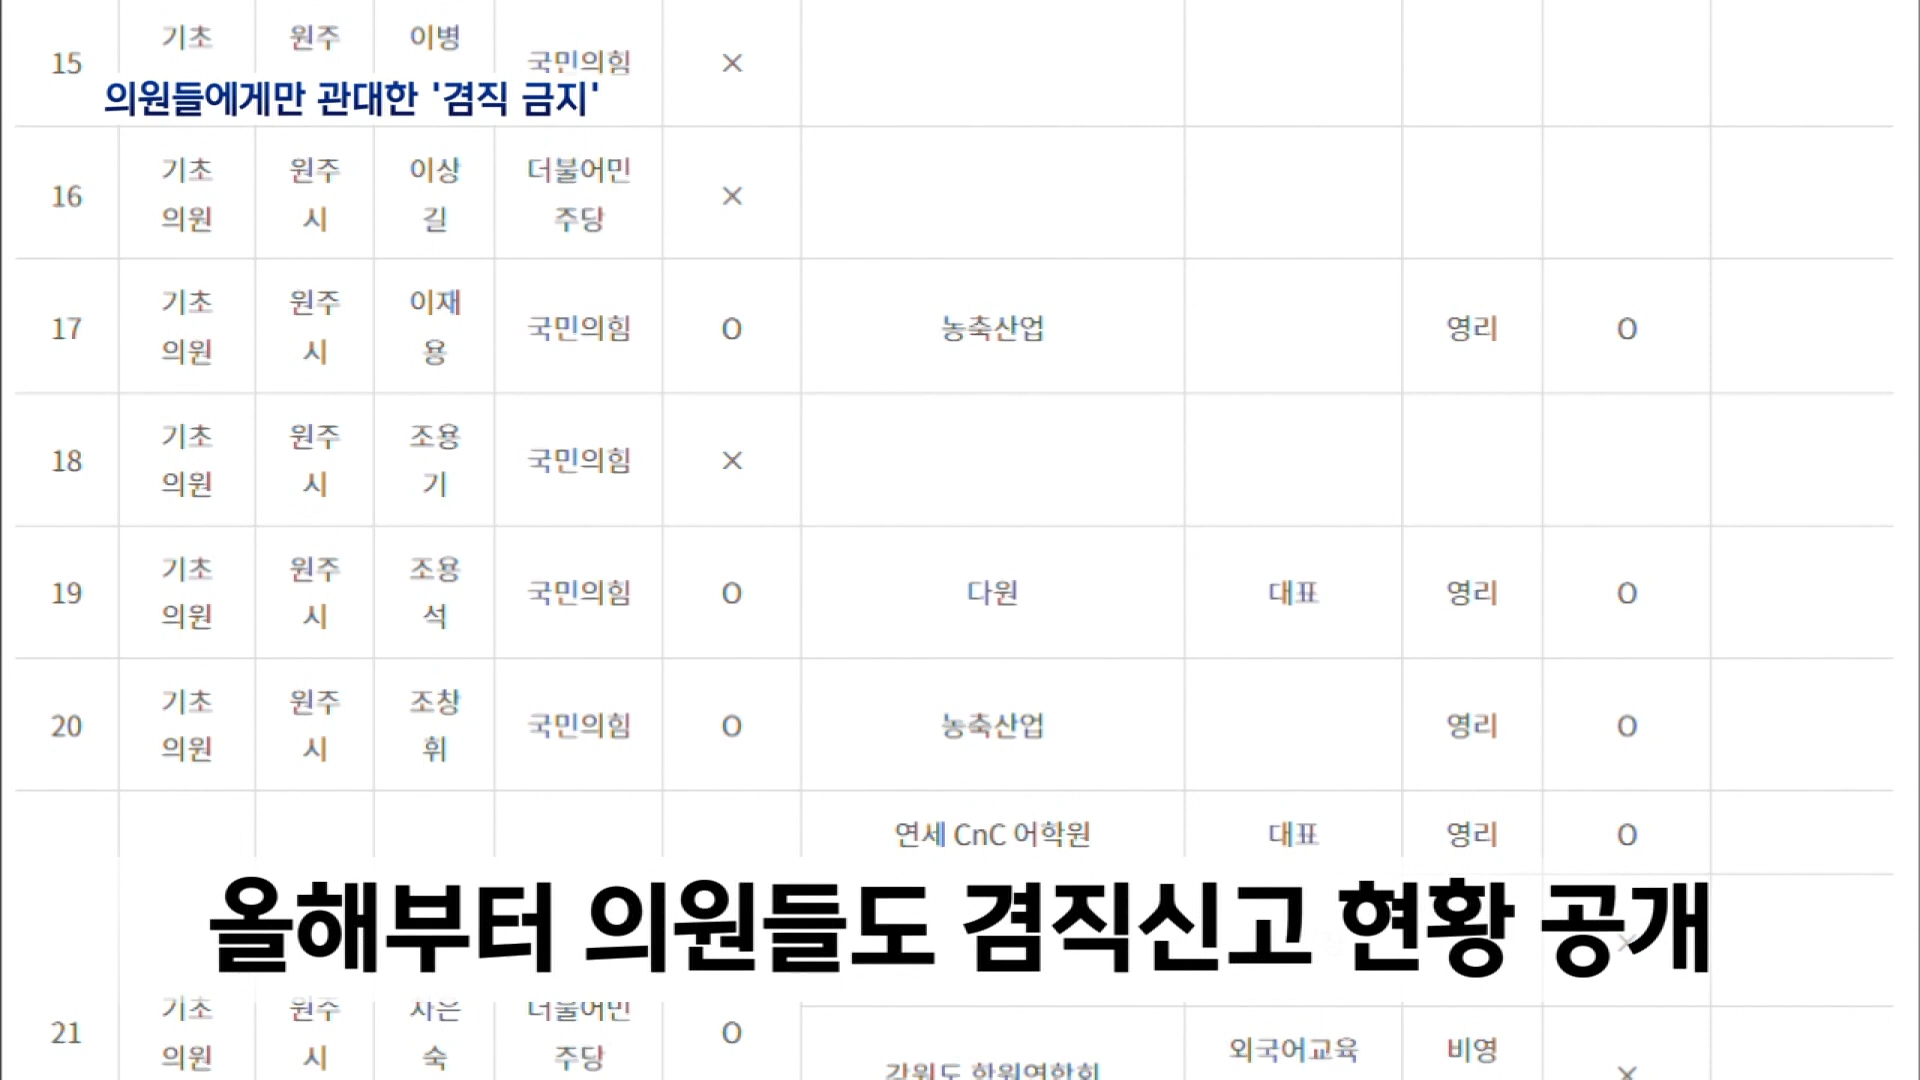 15 기초 원주 이병 국민의힘 ×
의원들에게만 관대한 '겸직 금지'
16 기초 의원 원주 시 이상 길 더불어민 주당 ×
17 기초 의원 원주 시 이재 용 국민의힘 O 농축산업 영리 O
18 기초 의원 원주 시 조용 기 국민의힘 ×
19 기초 의원 원주 시 조용 석 국민의힘 O 다원 대표 영리 O
20 기초 의원 원주 시 조창 휘 국민의힘 O 농축산업 영리 O
연세 CnC 어학원 대표 영리 O
올해부터 의원들도 겸직신고 현황 공개
21 기초 의원 원주 시 숙 더불어민 주당 O
강원도 학원연합회 외국어교육 비영 ×